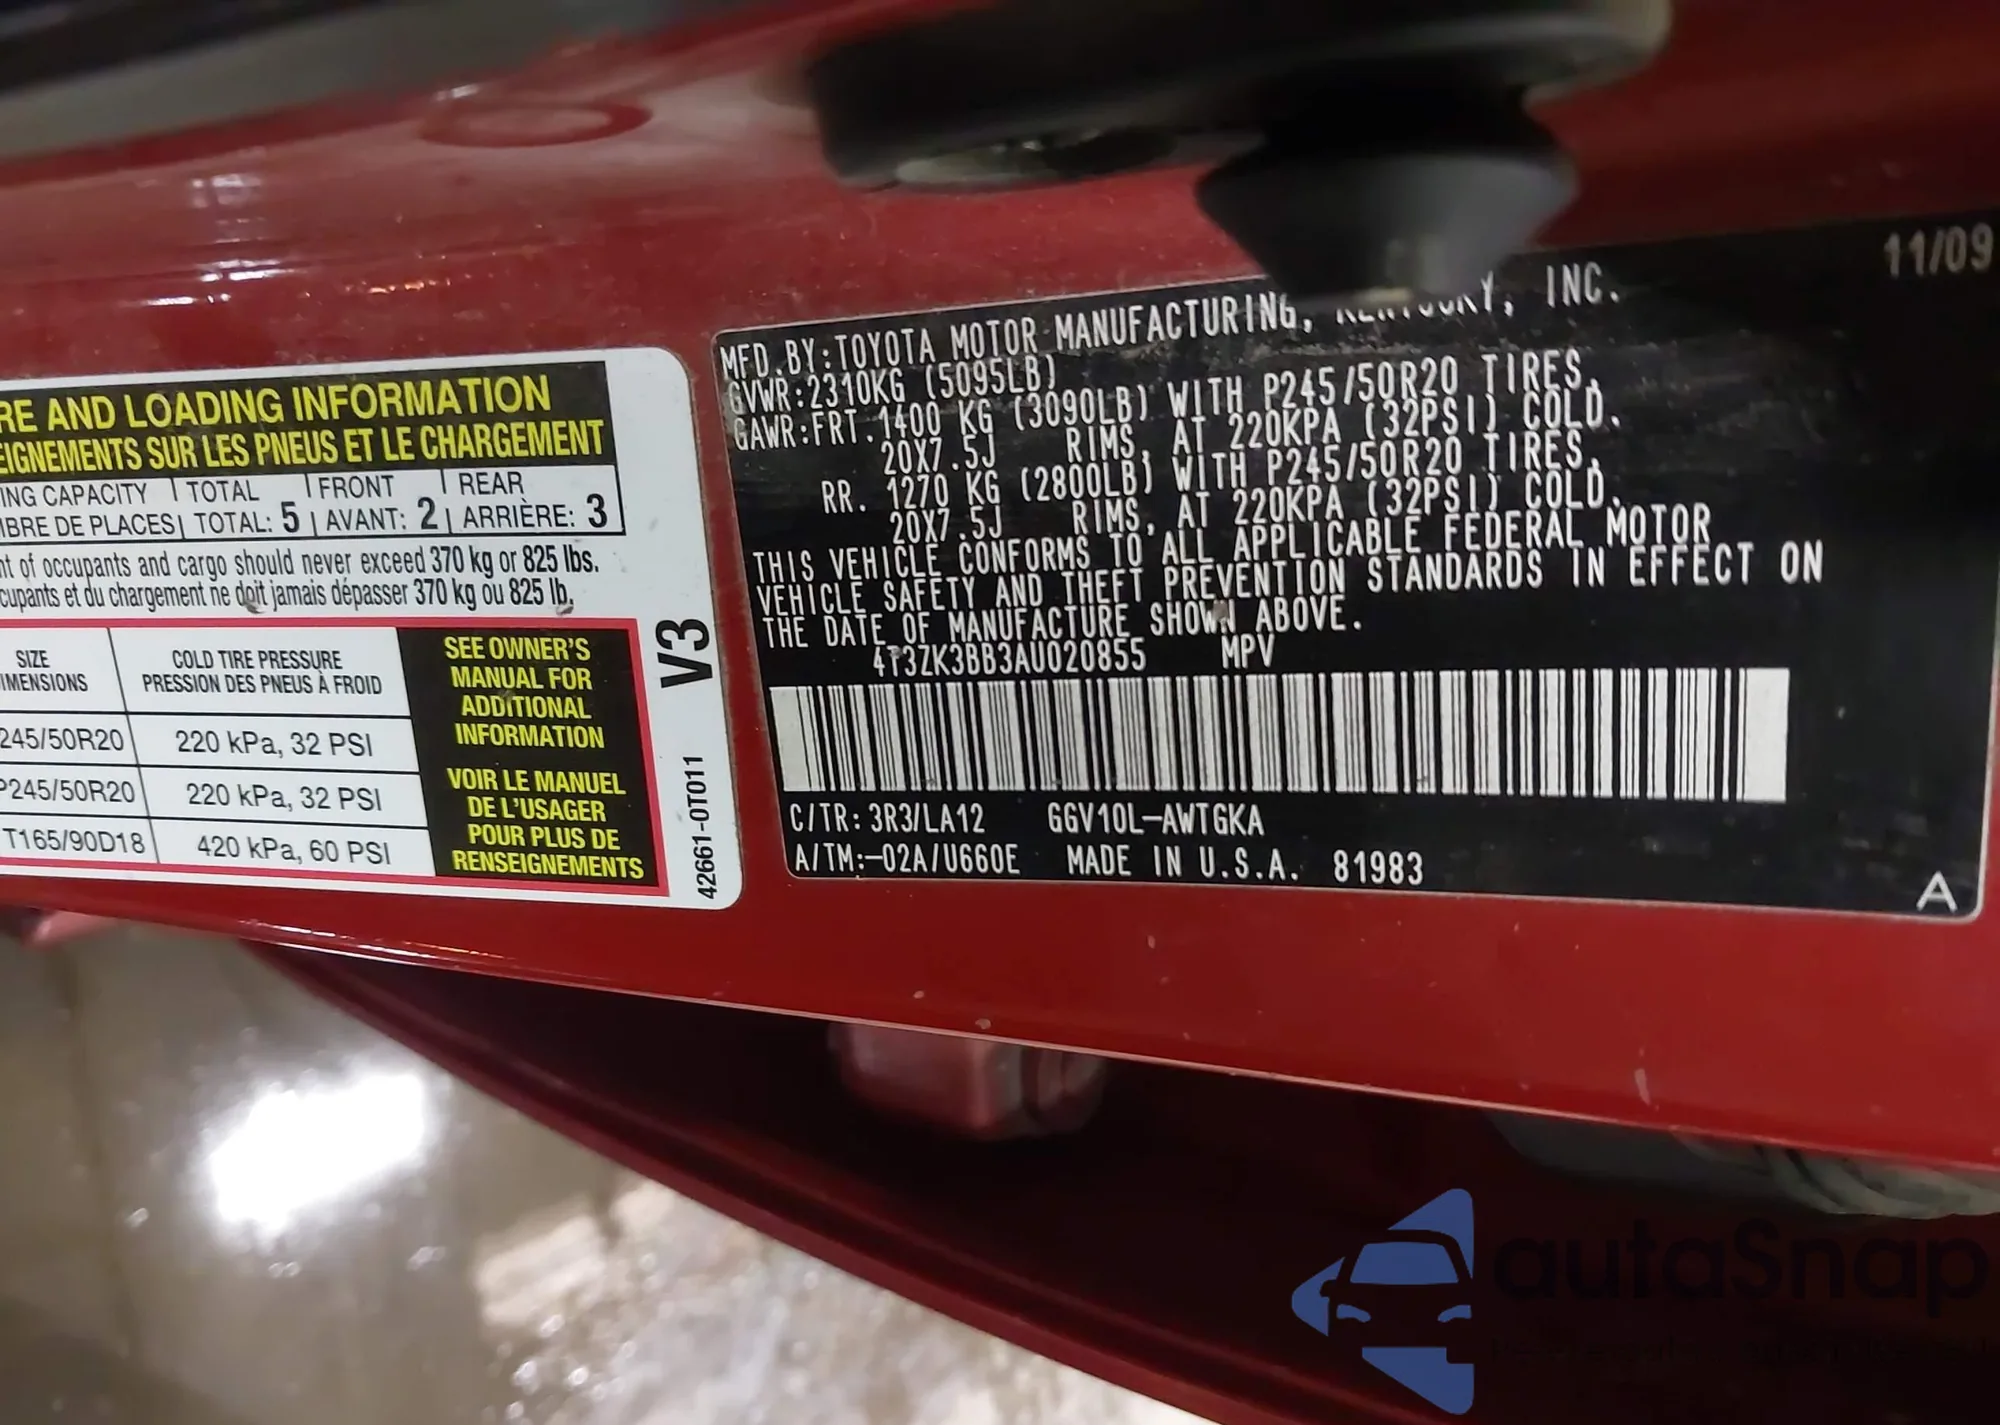 RE AND LOADING INFORMATION
EIGNEMENTS SUR LES PNEUS ET LE CHARGEMENT
ING CAPACITY TOTAL FRONT REAR
MBRE DE PLACES TOTAL: 5 AVANT: 2 ARRIÈRE: 3
nt of occupants and cargo should never exceed 370 kg or 825 lbs.
cupants et du chargement ne doit jamais dépasser 370 kg ou 825 lb.
SIZE
IMENSIONS
COLD TIRE PRESSURE
PRESSION DES PNEUS À FROID
245/50R20 220 kPa, 32 PSI
P245/50R20 220 kPa, 32 PSI
T165/90D18 420 kPa, 60 PSI
SEE OWNER'S
MANUAL FOR
ADDITIONAL
INFORMATION
VOIR LE MANUEL
DE L'USAGER
POUR PLUS DE
RENSEIGNEMENTS
V3
42661-0T011
11/09
MFD.BY:TOYOTA MOTOR MANUFACTURING, KENTUCKY, INC.
GVWR:2310KG (5095LB)
GAWR:FRT.1400 KG (3090LB) WITH P245/50R20 TIRES,
20X7.5J RIMS, AT 220KPA (32PSI) COLD.
RR. 1270 KG (2800LB) WITH P245/50R20 TIRES,
20X7.5J RIMS, AT 220KPA (32PSI) COLD.
THIS VEHICLE CONFORMS TO ALL APPLICABLE FEDERAL MOTOR
VEHICLE SAFETY AND THEFT PREVENTION STANDARDS IN EFFECT ON
THE DATE OF MANUFACTURE SHOWN ABOVE.
4T3ZK3BB3AU020855 MPV
C/TR:3R3/LA12 GGV10L-AWTGKA
A/TM:-02A/U660E MADE IN U.S.A. 81983
A
autoSnap